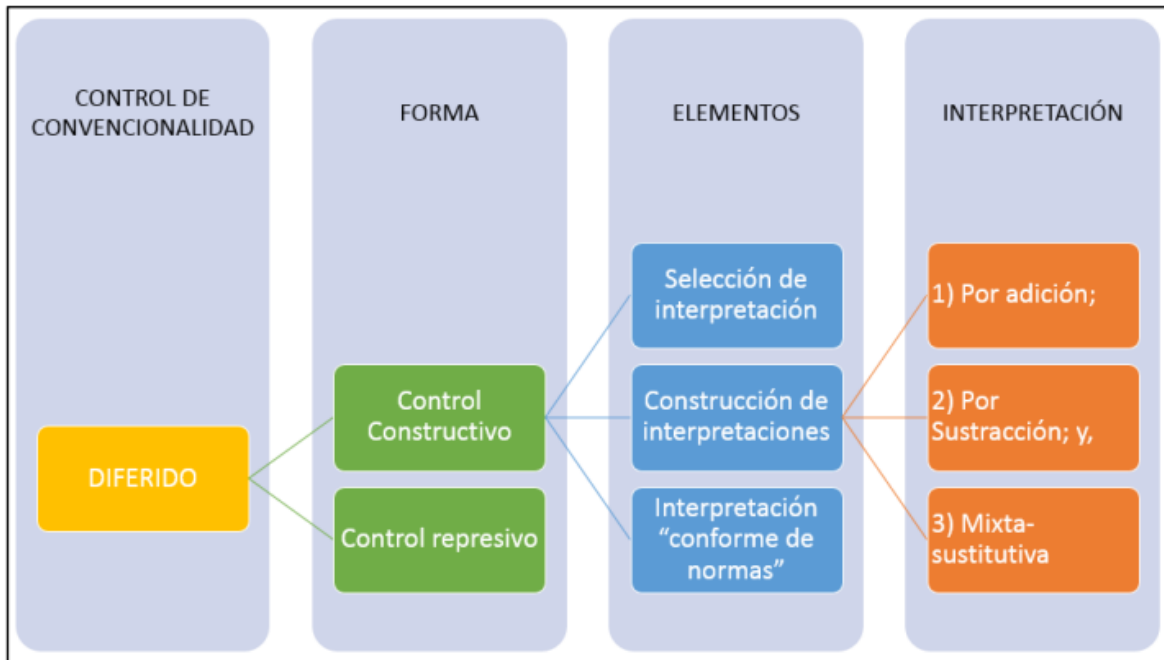 CONTROL DE
CONVENCIONALIDAD
FORMA
ELEMENTOS
INTERPRETACIÓN
DIFERIDO
Control
Constructivo
Control represivo
Selección de
interpretación
Construcción de
interpretaciones
Interpretación
“conforme de
normas”
1) Por adición;
2) Por
Sustracción; y,
3) Mixta-
sustitutiva